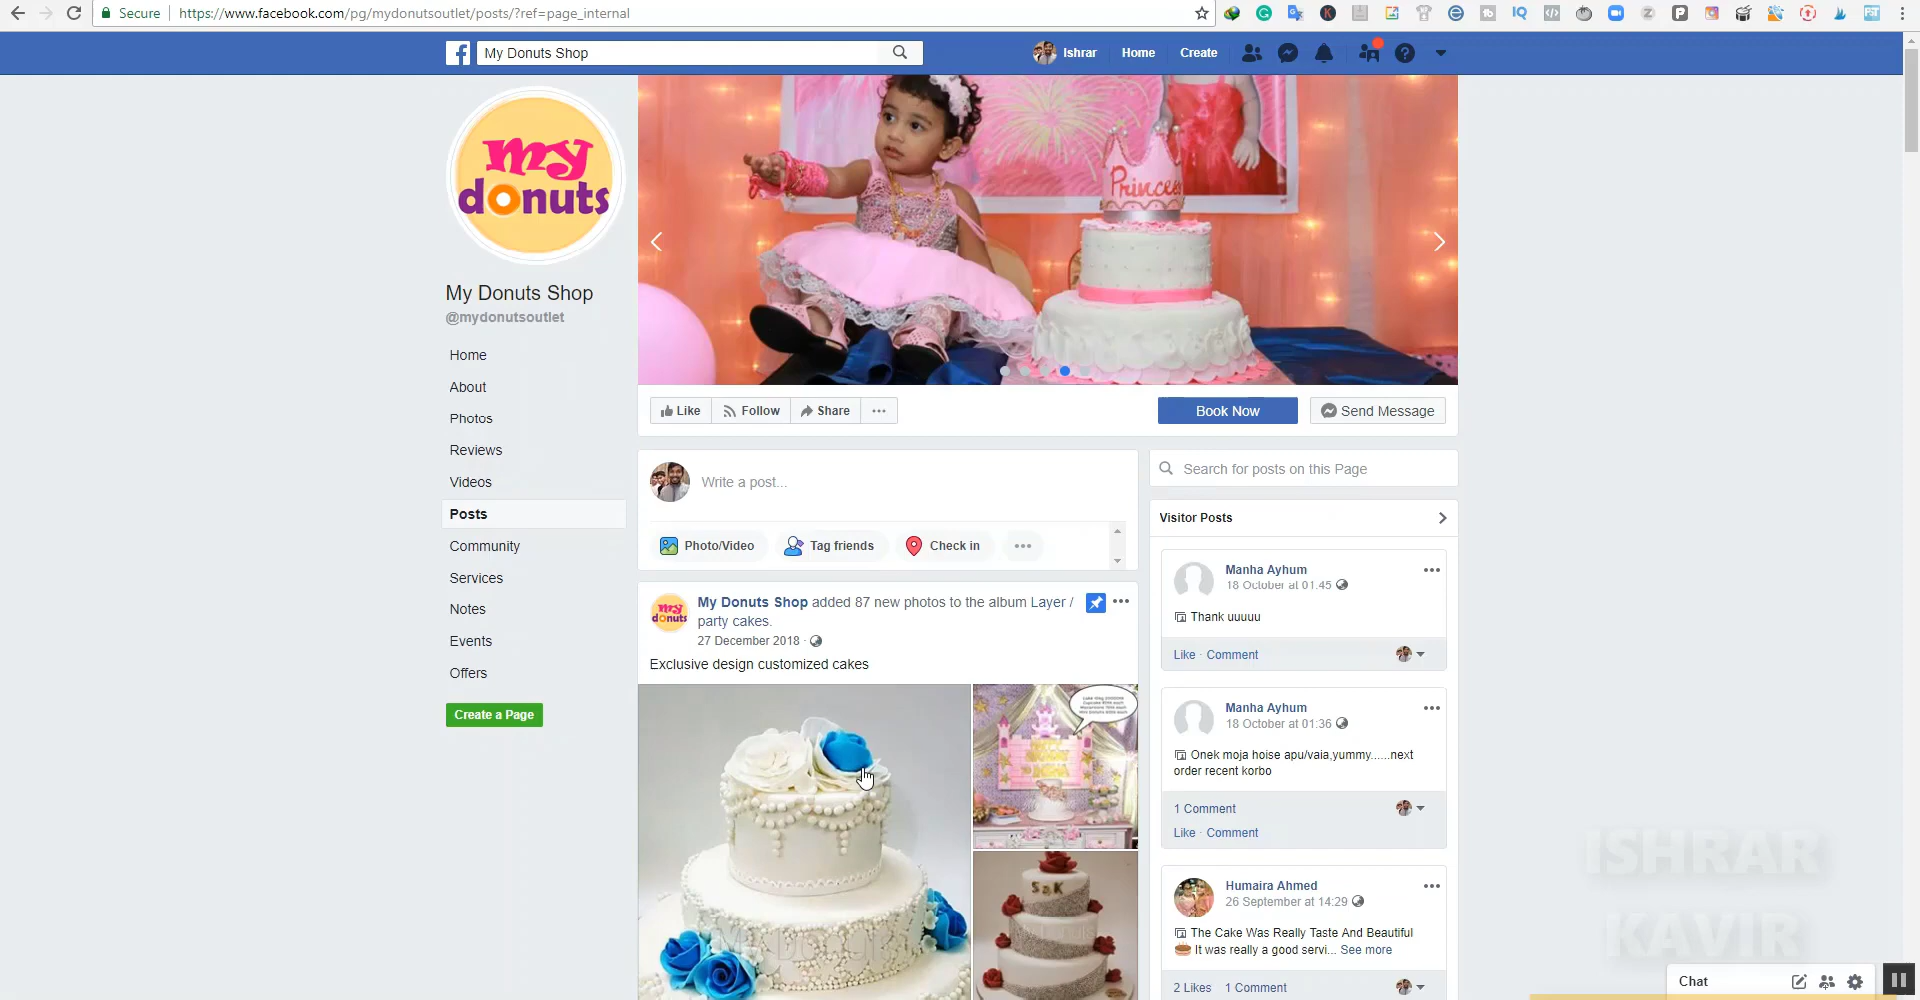 Secure
https://www.facebook.com/pg/mydonutsoutlet/posts/?ref=page_internal
My Donuts Shop
Ishrar
Home
Create
my
donuts
Princess
My Donuts Shop
@mydonutsoutlet
Home
About
Photos
Reviews
Videos
Posts
Community
Services
Notes
Events
Offers
Create a Page
Like
Follow
Share
Book Now
Send Message
Write a post...
Photo/Video
Tag friends
Check in
my
donuts
My Donuts Shop added 87 new photos to the album Layer /
party cakes.
27 December 2018 ·
Exclusive design customized cakes
S&K
Search for posts on this Page
Visitor Posts
Manha Ayhum
18 October at 01:45
Thank uuuuu
Like · Comment
Manha Ayhum
18 October at 01:36
Onek moja hoise apu/vaia,yummy......next
order recent korbo
1 Comment
Like · Comment
Humaira Ahmed
26 September at 14:29
The Cake Was Really Taste And Beautiful
It was really a good servi... See more
2 Likes 1 Comment
ISHRAR
KAVIR
Chat